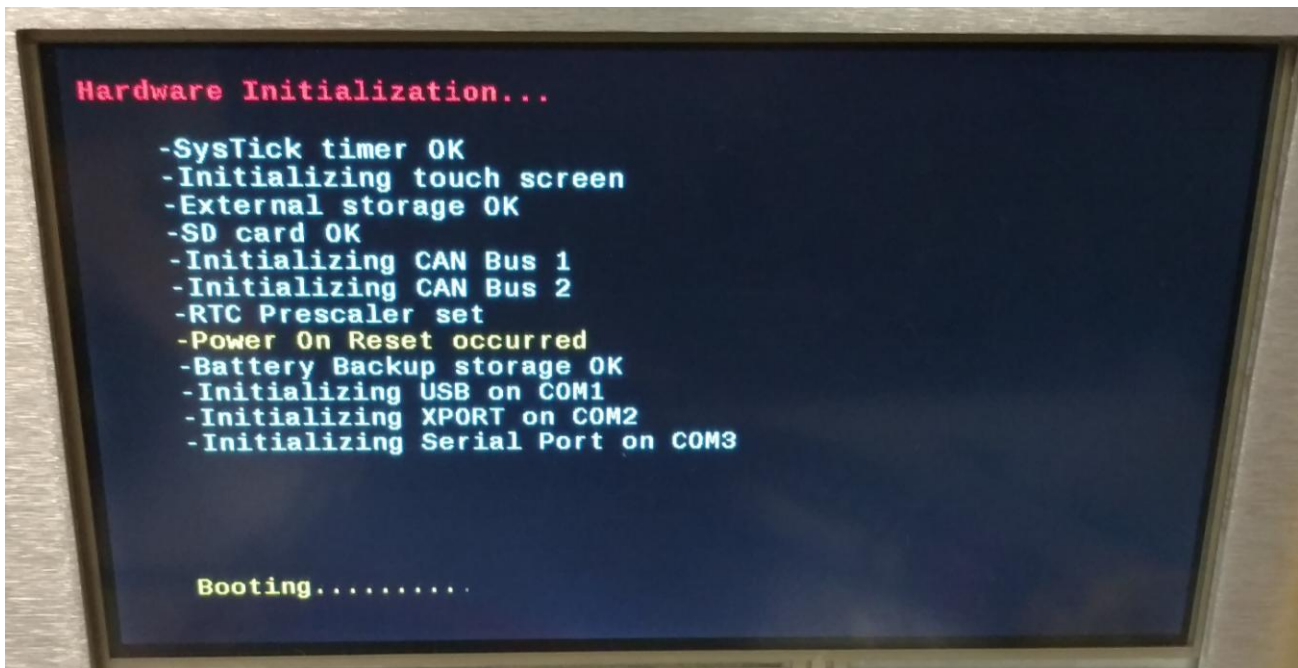 Hardware Initialization...
-SysTick timer OK
-Initializing touch screen
-External storage OK
-SD card OK
-Initializing CAN Bus 1
-Initializing CAN Bus 2
-RTC Prescaler set
-Power On Reset occurred
-Battery Backup storage OK
-Initializing USB on COM1
-Initializing XPORT on COM2
-Initializing Serial Port on COM3
Booting..........